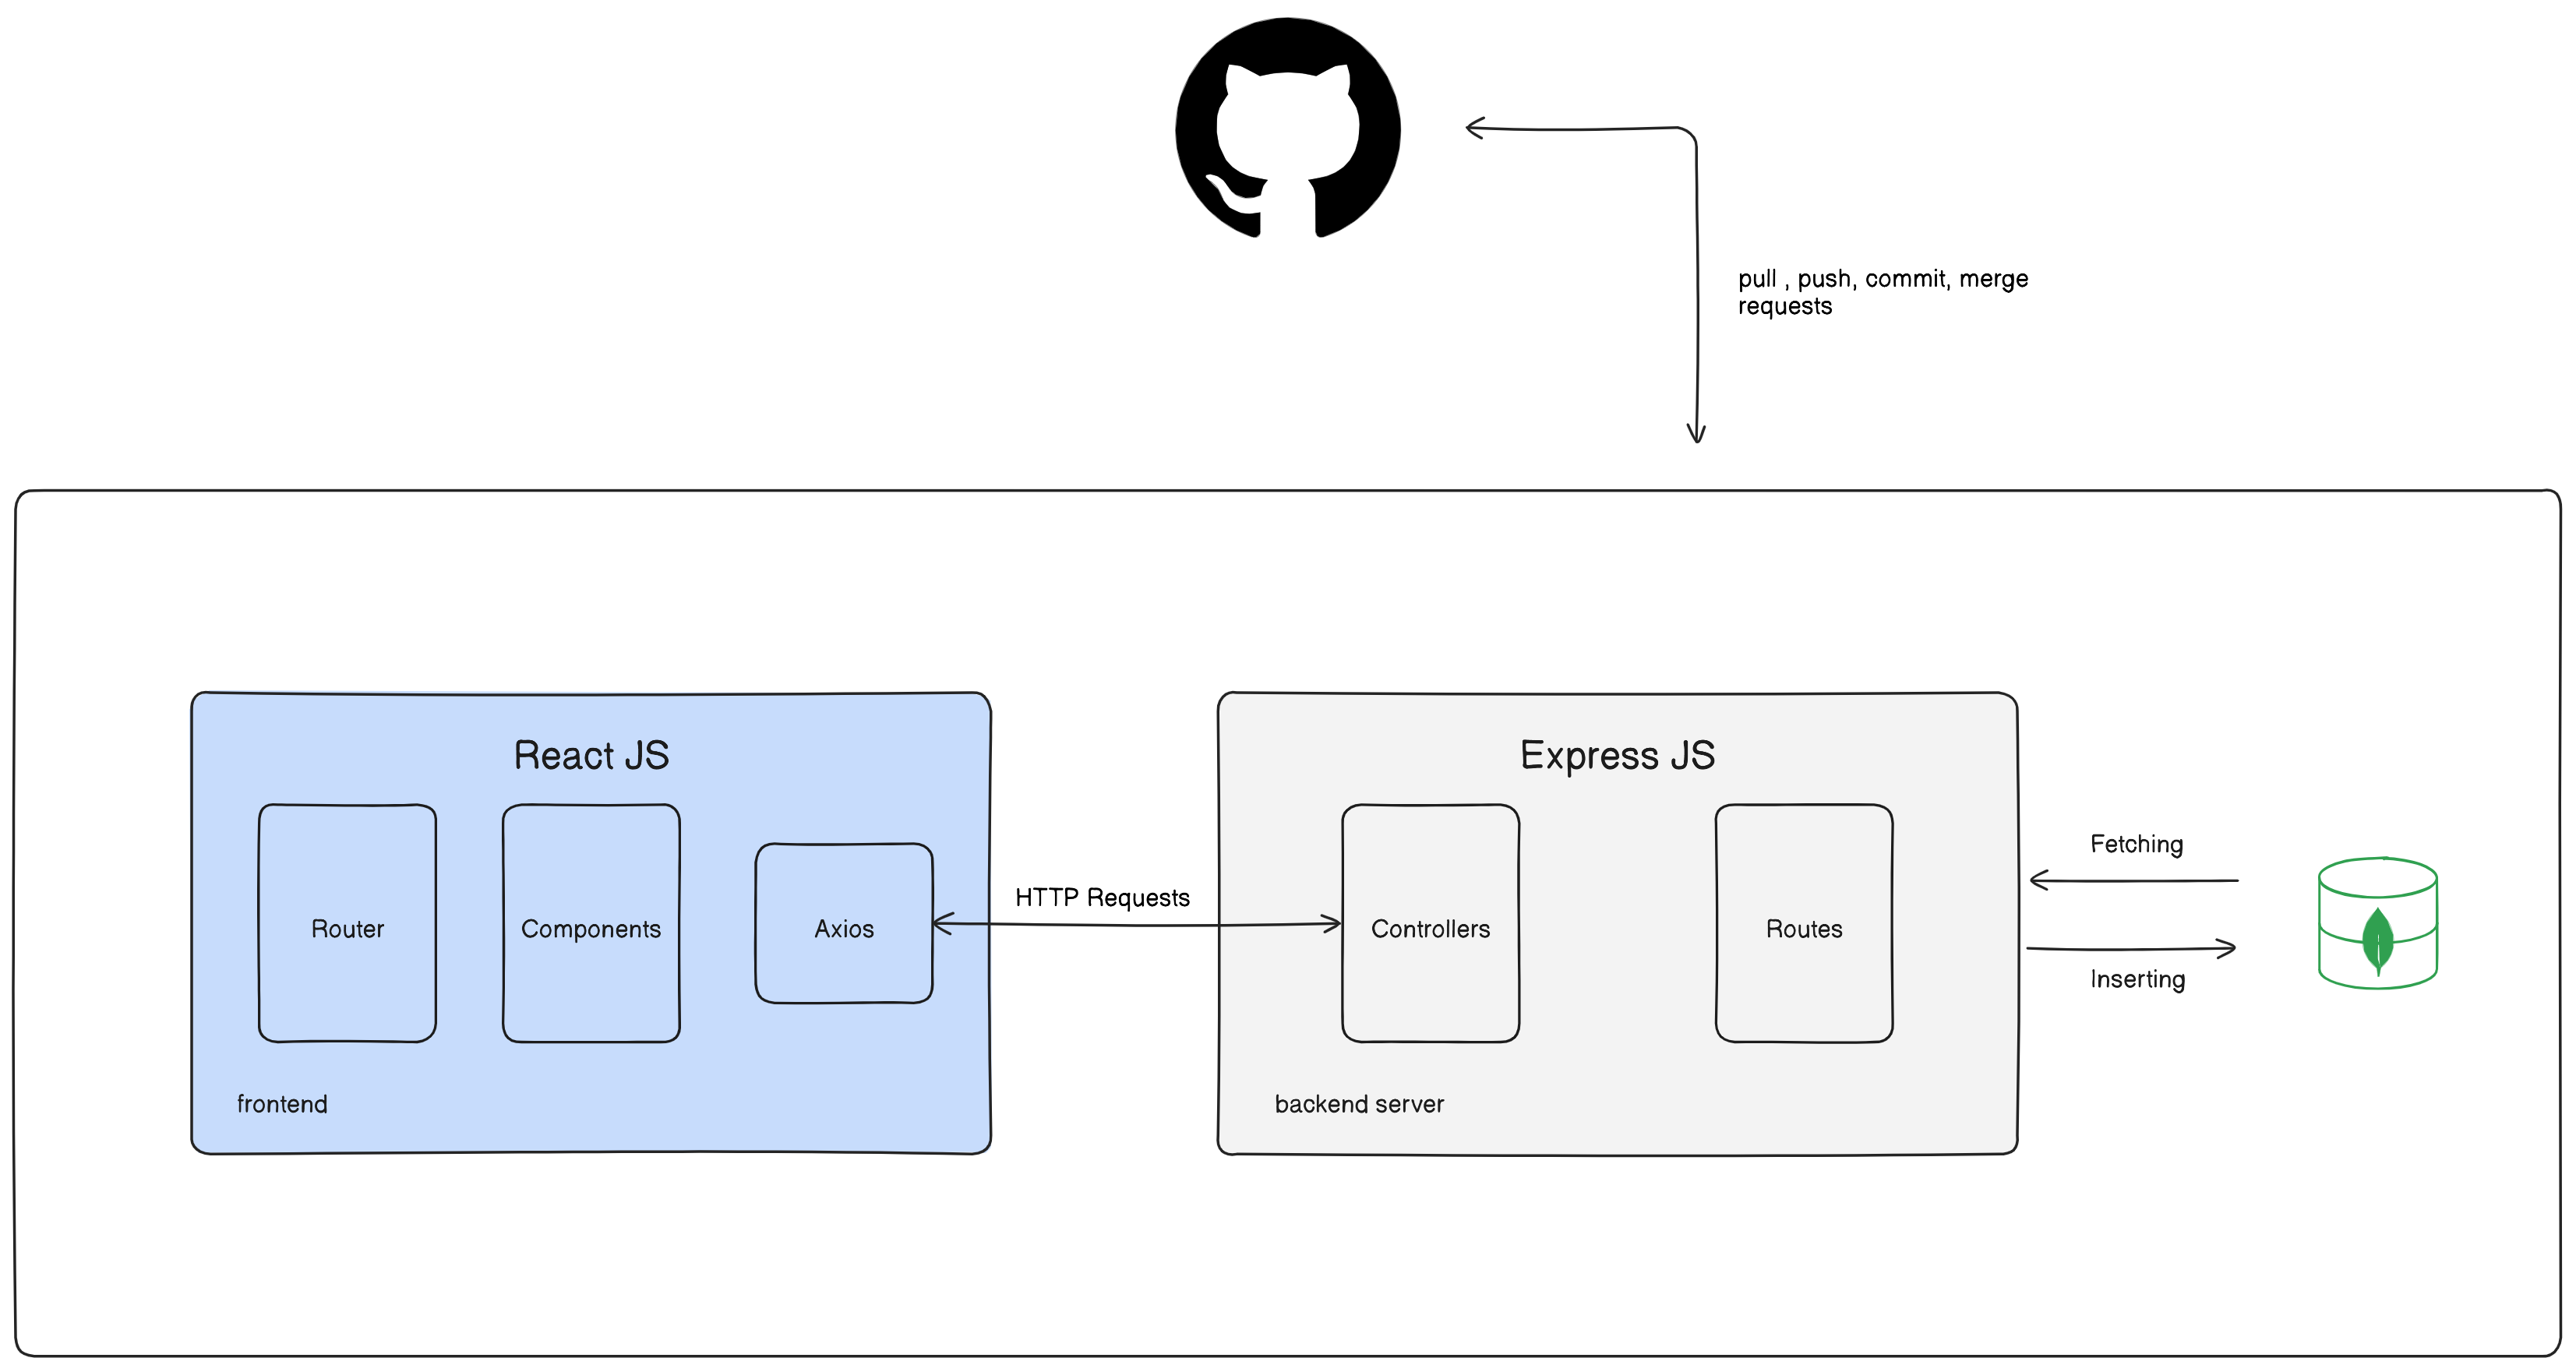 pull , push, commit, merge
requests
React JS
Router
Components
Axios
frontend
HTTP Requests
Express JS
Controllers
Routes
backend server
Fetching
Inserting